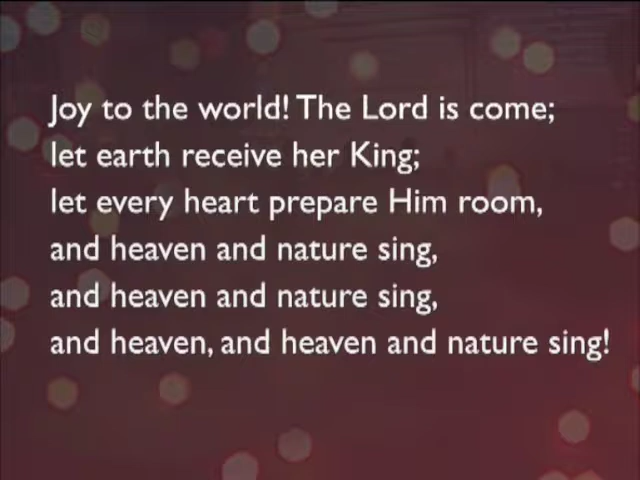 Joy to the world! The Lord is come;
let earth receive her King;
let every heart prepare Him room,
and heaven and nature sing,
and heaven and nature sing,
and heaven, and heaven and nature sing!